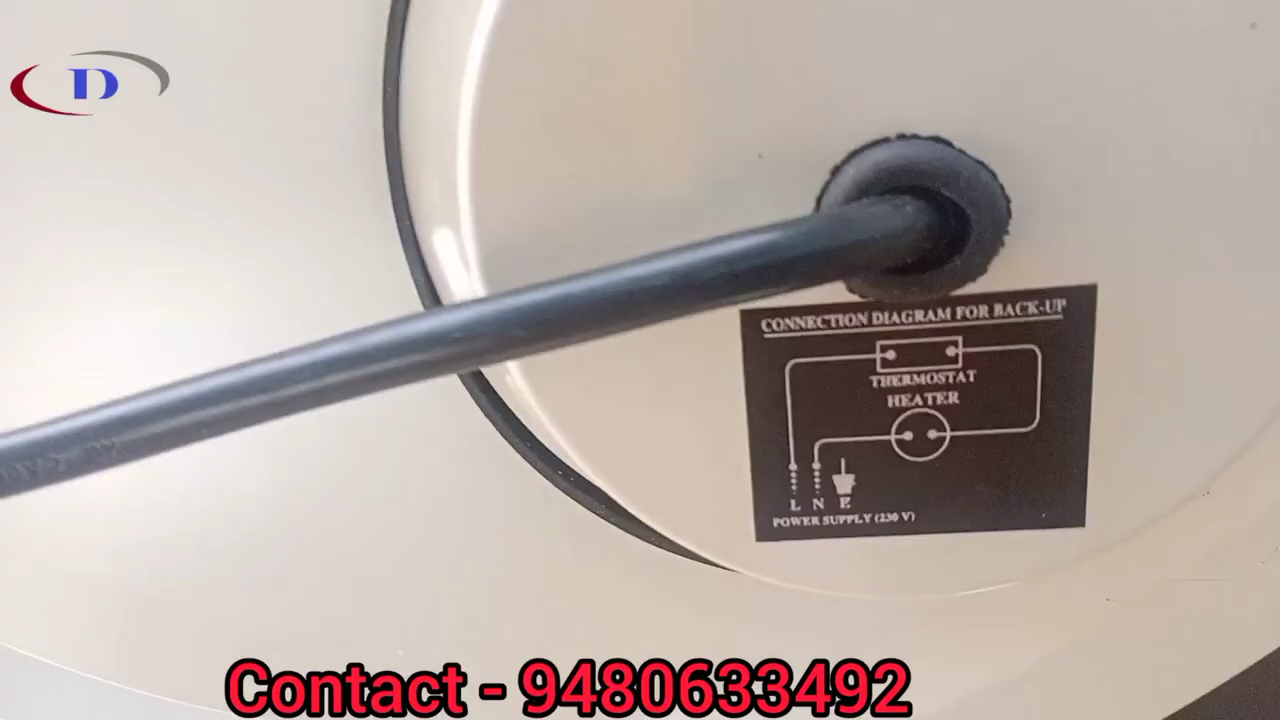 D
CONNECTION DIAGRAM FOR BACK-UP
THERMOSTAT
HEATER
L N E
POWER SUPPLY (230 V)
Contact - 9480633492